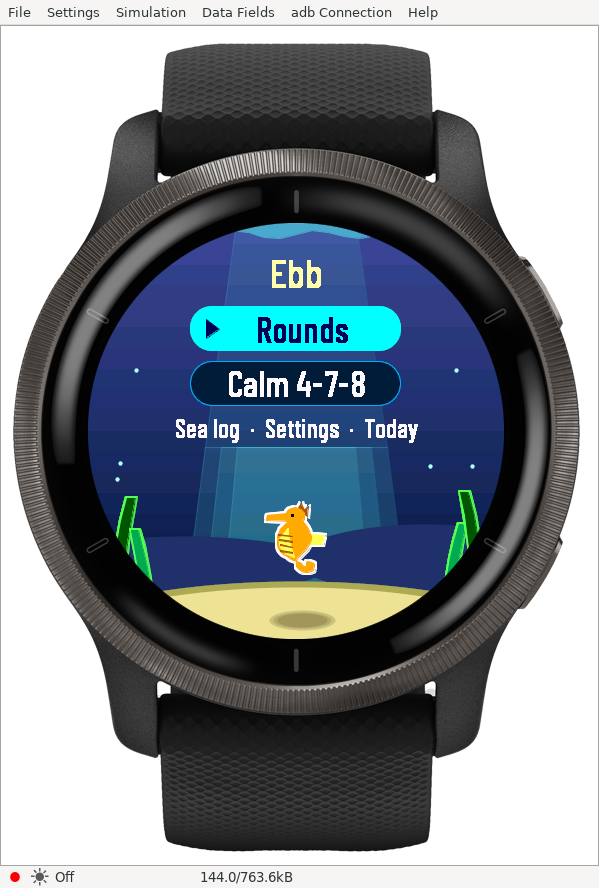 File Settings Simulation Data Fields adb Connection Help
Ebb
Rounds
Calm 4-7-8
Sea log · Settings · Today
Off 144.0/763.6kB